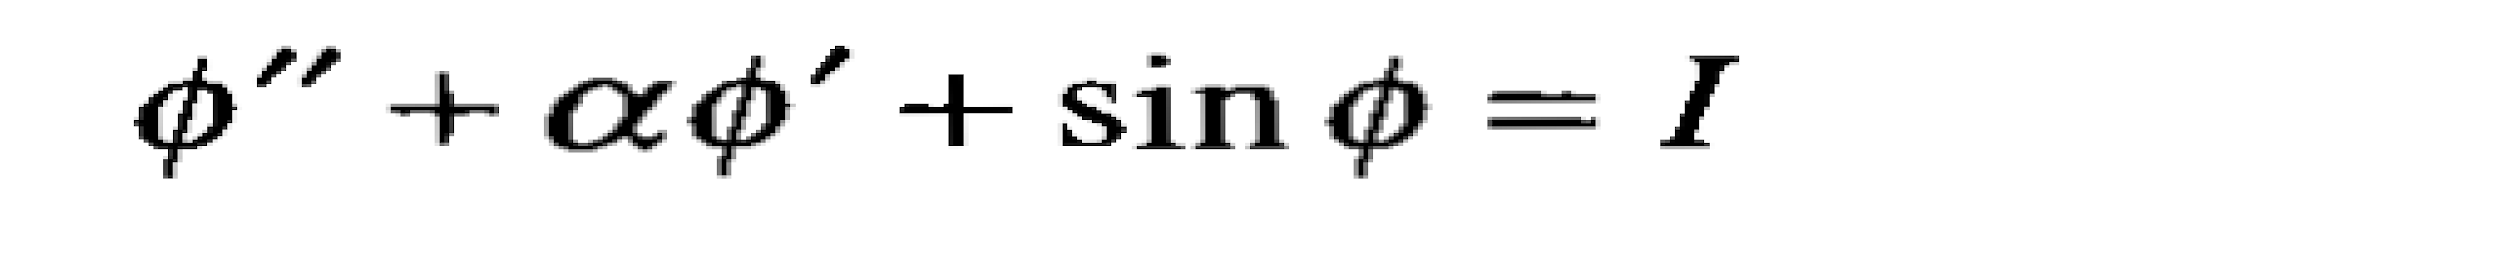 ϕ′′ + αϕ′ + sin ϕ = I